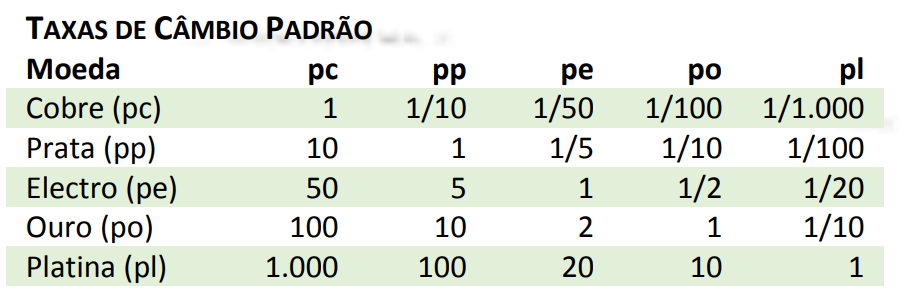 TAXAS DE CÂMBIO PADRÃO
Moeda pc pp pe po pl
Cobre (pc) 1 1/10 1/50 1/100 1/1.000
Prata (pp) 10 1 1/5 1/10 1/100
Electro (pe) 50 5 1 1/2 1/20
Ouro (po) 100 10 2 1 1/10
Platina (pl) 1.000 100 20 10 1